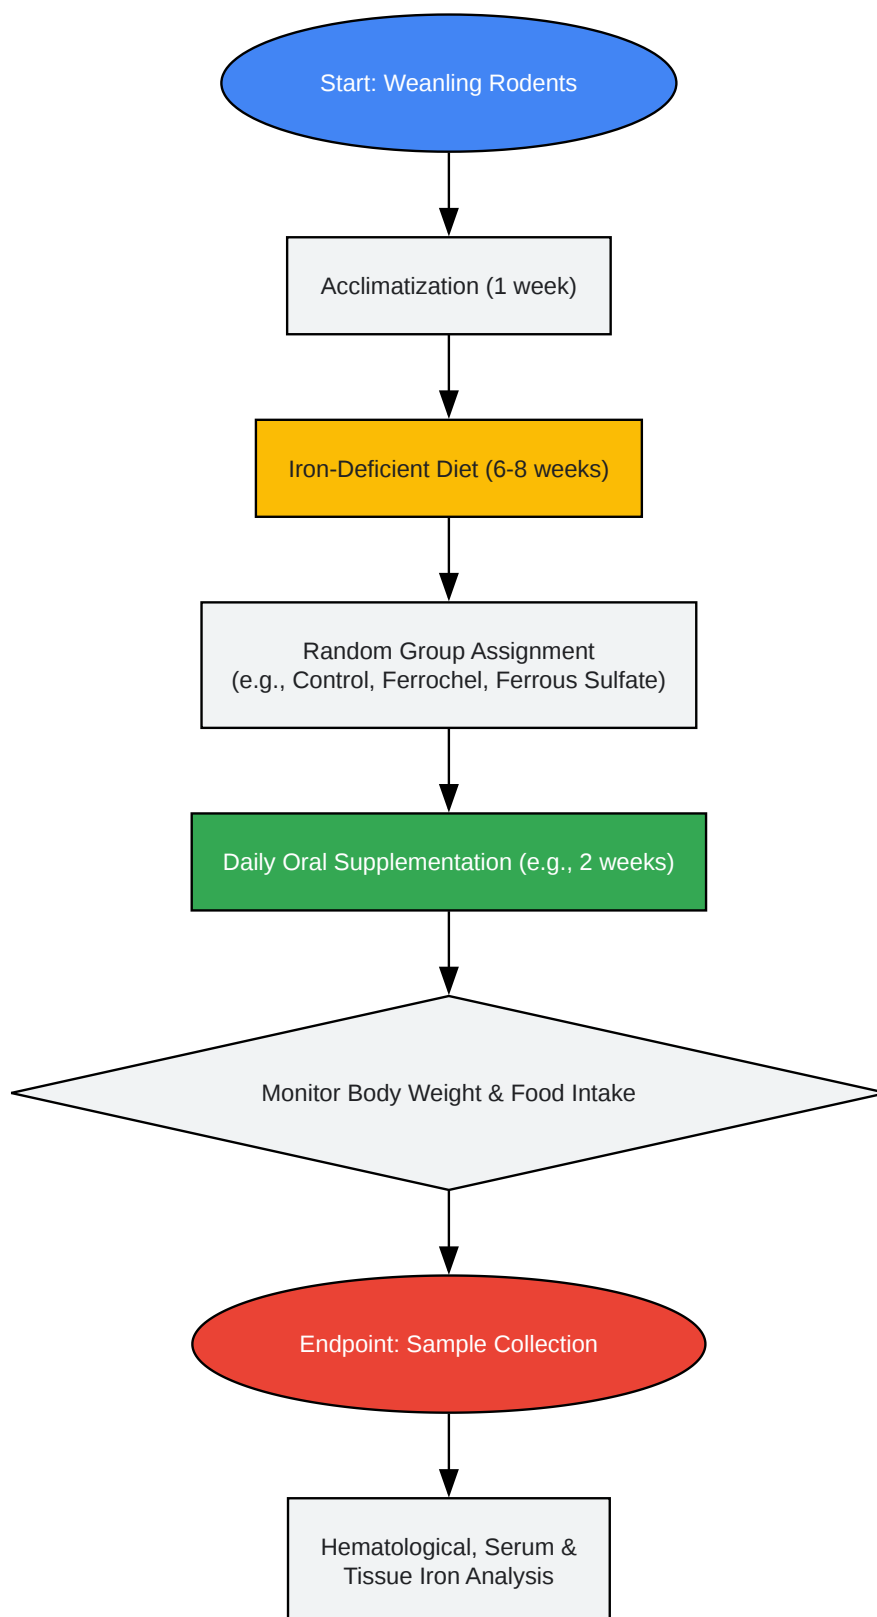 Start: Weanling Rodents
Acclimatization (1 week)
Iron-Deficient Diet (6-8 weeks)
Random Group Assignment
(e.g., Control, Ferrochel, Ferrous Sulfate)
Daily Oral Supplementation (e.g., 2 weeks)
Monitor Body Weight & Food Intake
Endpoint: Sample Collection
Hematological, Serum &
Tissue Iron Analysis